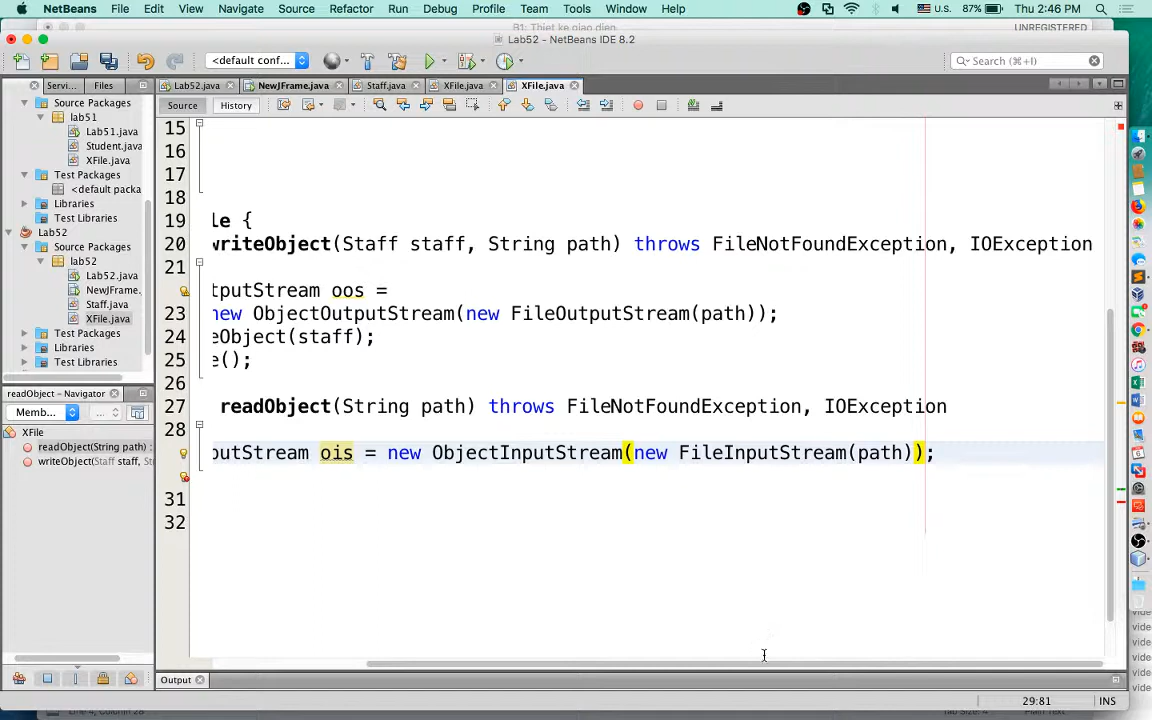 NetBeans File Edit View Navigate Source Refactor Run Debug Profile Team Tools Window Help U.S. 87% Thu 2:46 PM
B1: Thiet ke giao dien. UNREGISTERED
Lab52 - NetBeans IDE 8.2
<default conf... Search (⌘+I)
Servi... Files Lab52.java NewJFrame.java Staff.java XFile.java XFile.java
Source Packages Source History
lab51
Lab51.java
Student.java
XFile.java
Test Packages
<default packa
Libraries
Test Libraries
Lab52
Source Packages
lab52
Lab52.java
NewJFrame.
Staff.java
XFile.java
Test Packages
Libraries
Test Libraries
readObject - Navigator
Memb... ...
XFile
readObject(String path) :
writeObject(Staff staff,
15
16
17
18
19 le {
20 writeObject(Staff staff, String path) throws FileNotFoundException, IOException
21
tputStream oos =
23 new ObjectOutputStream(new FileOutputStream(path));
24 eObject(staff);
25 e();
26
27 readObject(String path) throws FileNotFoundException, IOException
28
putStream ois = new ObjectInputStream(new FileInputStream(path));
31
32
Output
29:81 INS